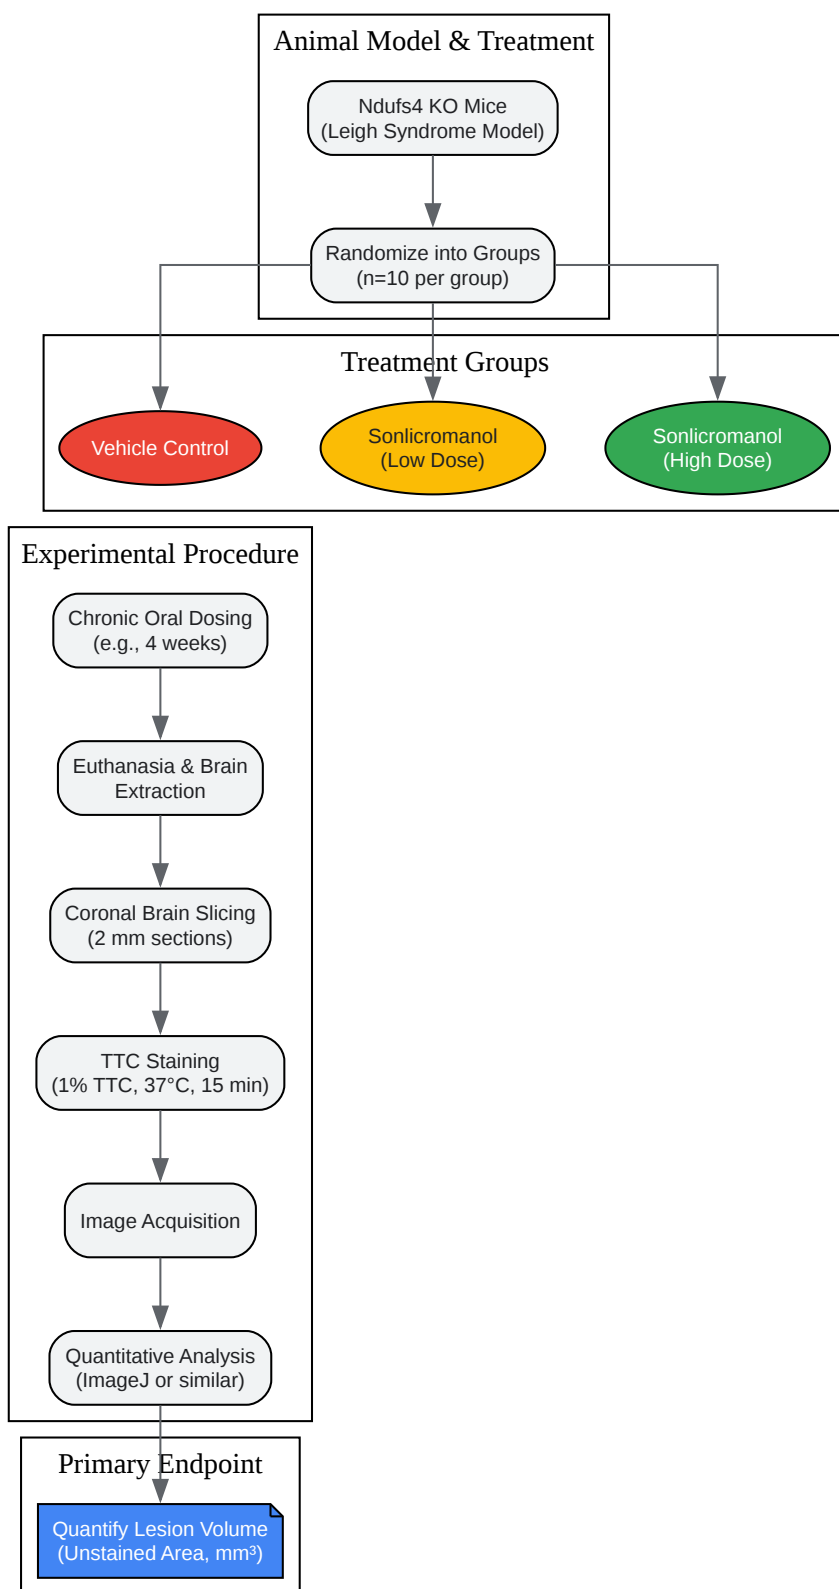 Animal Model & Treatment
Ndufs4 KO Mice
(Leigh Syndrome Model)
Randomize into Groups
(n=10 per group)
Treatment Groups
Vehicle Control
Sonlicromanol
(Low Dose)
Sonlicromanol
(High Dose)
Experimental Procedure
Chronic Oral Dosing
(e.g., 4 weeks)
Euthanasia & Brain
Extraction
Coronal Brain Slicing
(2 mm sections)
TTC Staining
(1% TTC, 37°C, 15 min)
Image Acquisition
Quantitative Analysis
(ImageJ or similar)
Primary Endpoint
Quantify Lesion Volume
(Unstained Area, mm³)